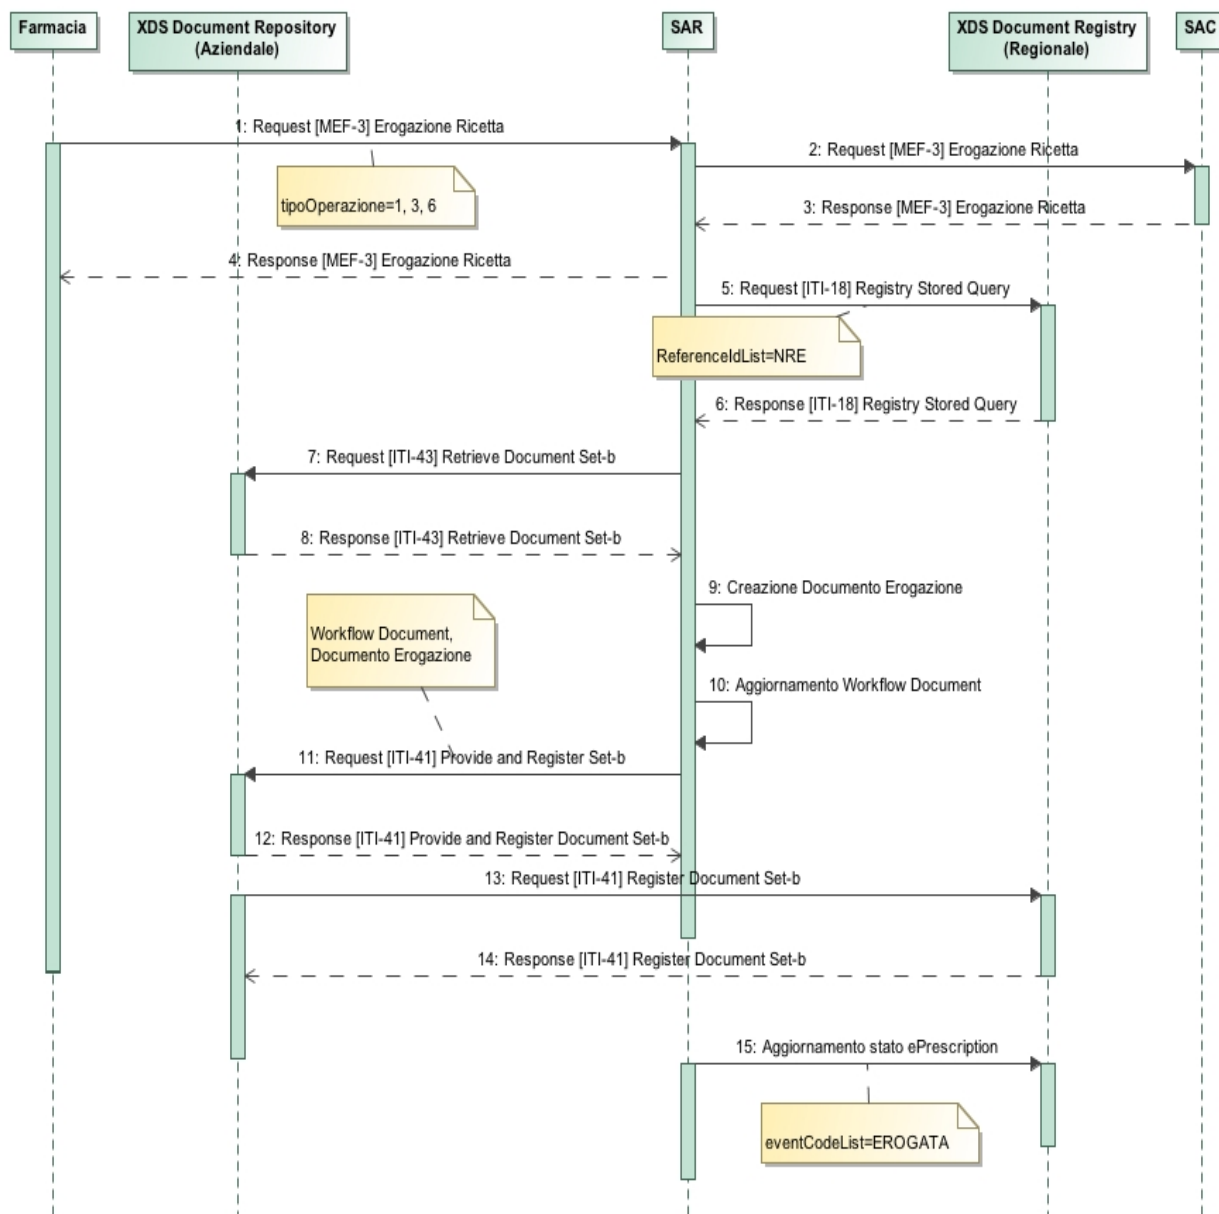 Farmacia
XDS Document Repository
(Aziendale)
SAR
XDS Document Registry
(Regionale)
SAC
1: Request [MEF-3] Erogazione Ricetta
2: Request [MEF-3] Erogazione Ricetta
tipoOperazione=1, 3, 6
3: Response [MEF-3] Erogazione Ricetta
4: Response [MEF-3] Erogazione Ricetta
5: Request [ITI-18] Registry Stored Query
ReferenceIdList=NRE
6: Response [ITI-18] Registry Stored Query
7: Request [ITI-43] Retrieve Document Set-b
8: Response [ITI-43] Retrieve Document Set-b
9: Creazione Documento Erogazione
Workflow Document,
Documento Erogazione
10: Aggiornamento Workflow Document
11: Request [ITI-41] Provide and Register Set-b
12: Response [ITI-41] Provide and Register Document Set-b
13: Request [ITI-41] Register Document Set-b
14: Response [ITI-41] Register Document Set-b
15: Aggiornamento stato ePrescription
eventCodeList=EROGATA